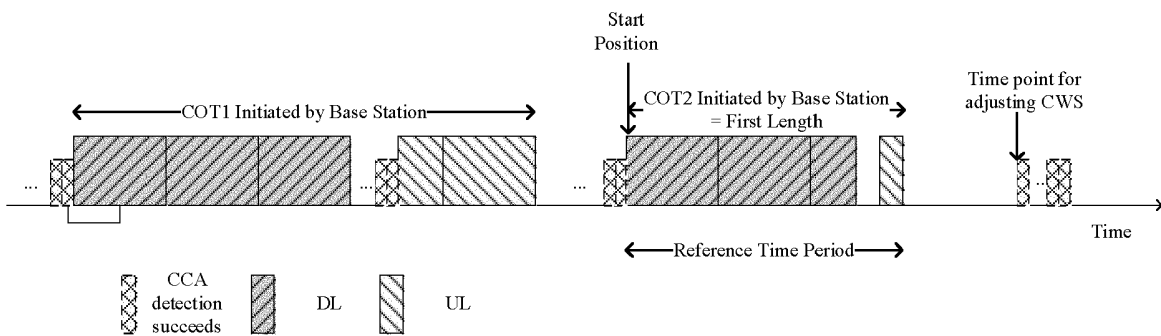 Start
Position
COT1 Initiated by Base Station
COT2 Initiated by Base Station
= First Length
Time point for
adjusting CWS
...
...
...
...
Time
Reference Time Period
CCA
detection
succeeds
DL
UL